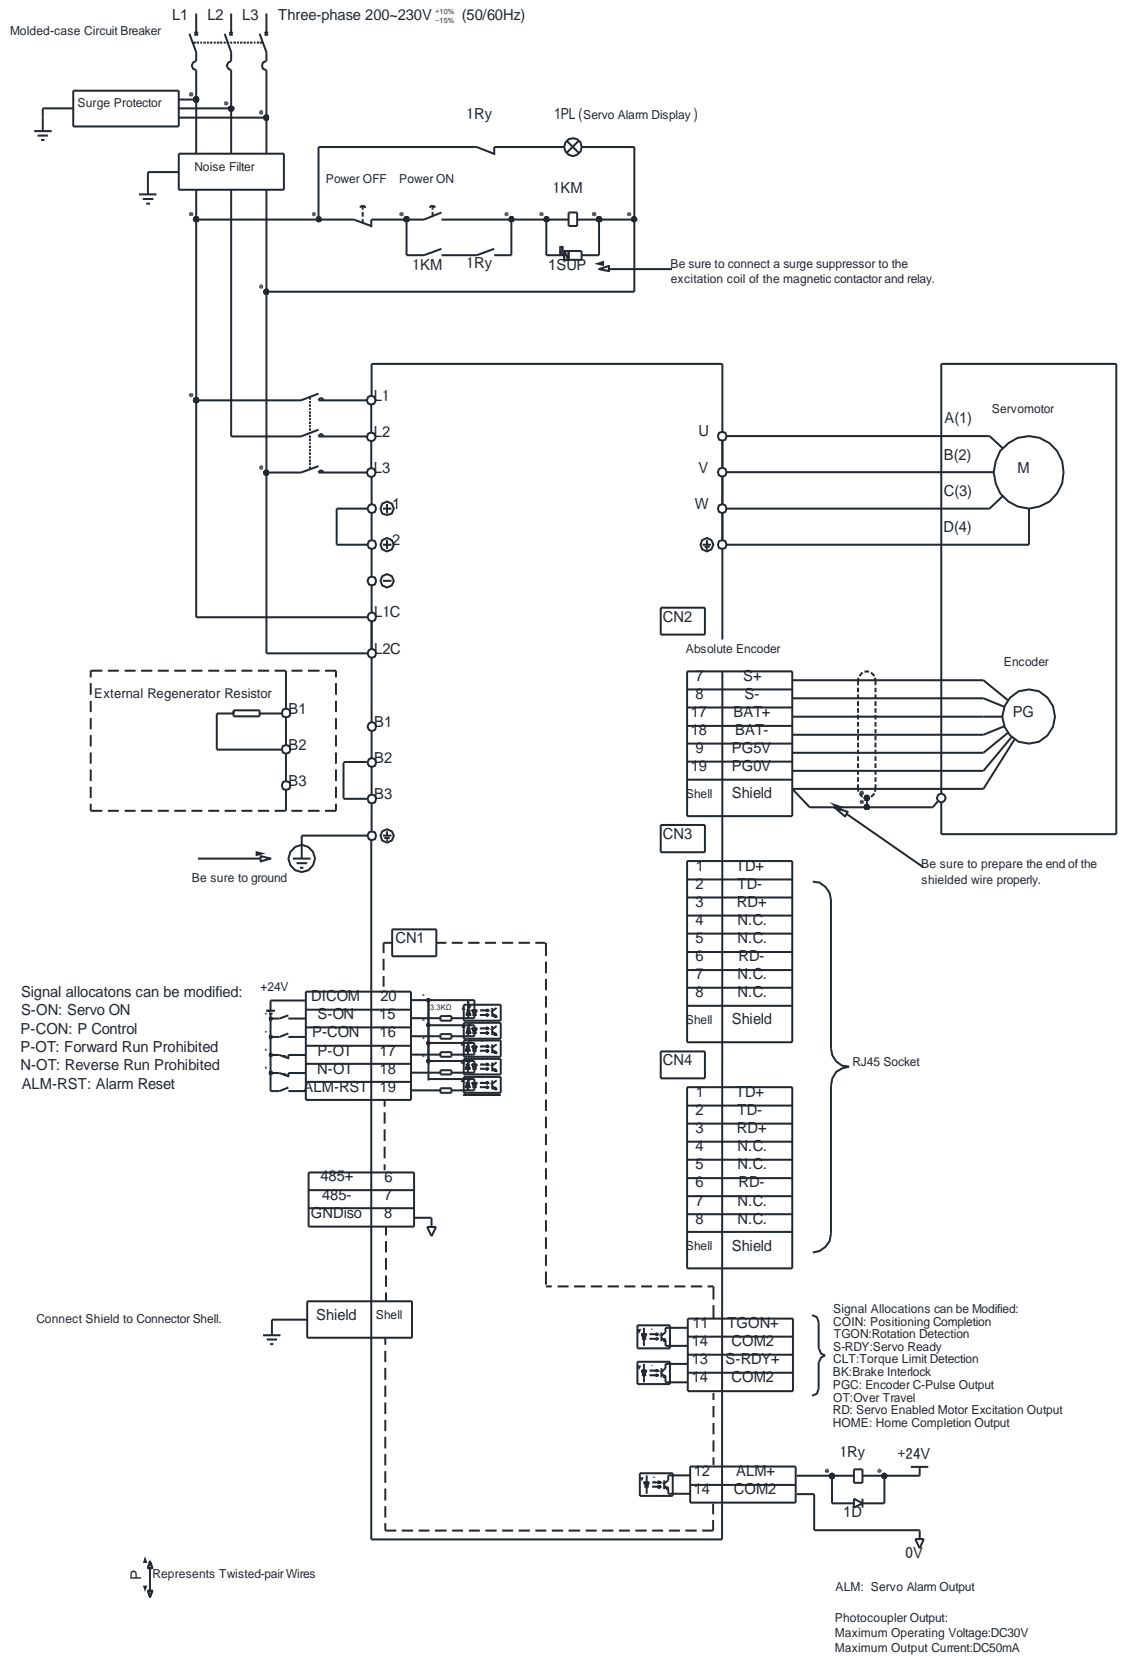 L1 L2 L3 Three-phase 200~230V +10% -15% (50/60Hz)
Molded-case Circuit Breaker
Surge Protector
1Ry 1PL (Servo Alarm Display)
Noise Filter
Power OFF Power ON
1KM
1KM 1Ry 1SUP
Be sure to connect a surge suppressor to the
excitation coil of the magnetic contactor and relay.
L1
L2
L3
1
2
L1C
L2C
U
V
W
A(1)
B(2)
C(3)
D(4)
Servomotor
M
CN2
Absolute Encoder
7 S+
8 S-
17 BAT+
18 BAT-
9 PG5V
19 PG0V
Shell Shield
Encoder
PG
External Regenerator Resistor
B1
B2
B3
B1
B2
B3
Be sure to ground
Be sure to prepare the end of the
shielded wire properly.
CN3
1 TD+
2 TD-
3 RD+
4 N.C.
5 N.C.
6 RD-
7 N.C.
8 N.C.
Shell Shield
RJ45 Socket
CN4
1 TD+
2 TD-
3 RD+
4 N.C.
5 N.C.
6 RD-
7 N.C.
8 N.C.
Shell Shield
CN1
Signal allocatons can be modified:
S-ON: Servo ON
P-CON: P Control
P-OT: Forward Run Prohibited
N-OT: Reverse Run Prohibited
ALM-RST: Alarm Reset
+24V
DICOM 20
S-ON 15
P-CON 16
P-OT 17
N-OT 18
ALM-RST 19
3.3KΩ
485+ 6
485- 7
GNDiso 8
Connect Shield to Connector Shell.
Shield Shell
11 TGON+
14 COM2
13 S-RDY+
14 COM2
Signal Allocations can be Modified:
COIN: Positioning Completion
TGON:Rotation Detection
S-RDY:Servo Ready
CLT:Torque Limit Detection
BK:Brake Interlock
PGC: Encoder C-Pulse Output
OT:Over Travel
RD: Servo Enabled Motor Excitation Output
HOME: Home Completion Output
12 ALM+
14 COM2
1Ry +24V
1D
0V
P
Represents Twisted-pair Wires
ALM: Servo Alarm Output
Photocoupler Output:
Maximum Operating Voltage:DC30V
Maximum Output Current:DC50mA